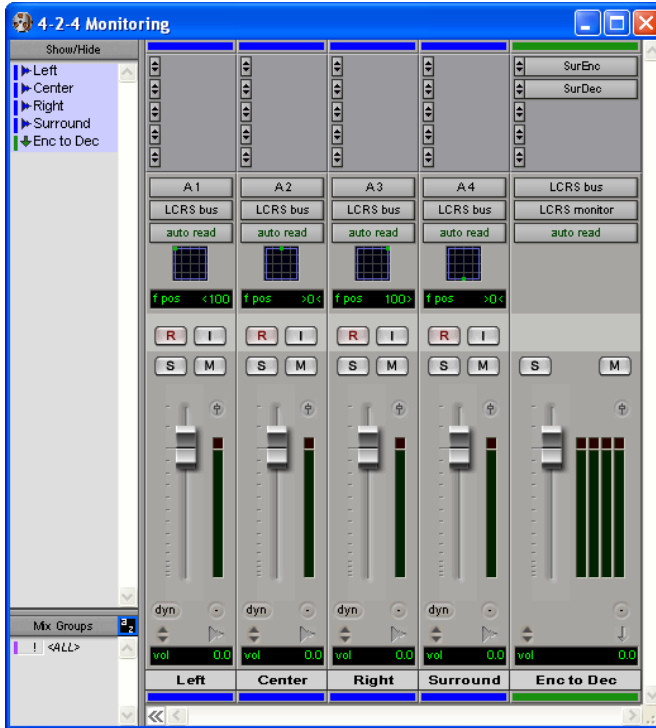 4-2-4 Monitoring
Show/Hide
Left
Center
Right
Surround
Enc to Dec
Mix Groups
a
z
! <ALL>
SurEnc
SurDec
A 1
A 2
A 3
A 4
LCRS bus
LCRS bus
LCRS bus
LCRS bus
LCRS bus
LCRS monitor
auto read
auto read
auto read
auto read
auto read
f pos <100
f pos >0<
f pos 100>
f pos >0<
R I
R I
R I
R I
S M
S M
S M
S M
S M
dyn
dyn
dyn
dyn
vol 0.0
vol 0.0
vol 0.0
vol 0.0
vol 0.0
Left
Center
Right
Surround
Enc to Dec